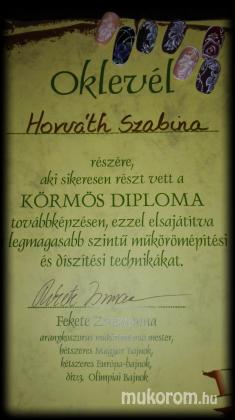 Oklevél
Horváth Szabina
részére,
aki sikeresen részt vett a
KÖRMÖS DIPLOMA
továbbképzésen, ezzel elsajátítva
legmagasabb szintű műkörömépítési
és díszítési technikákat.
Fekete Zsuzsanna
aranykoszorús műkörömépítő mester,
kétszeres Magyar Bajnok,
kétszeres Európa-bajnok,
Olimpiai Bajnok
mukorom.hu